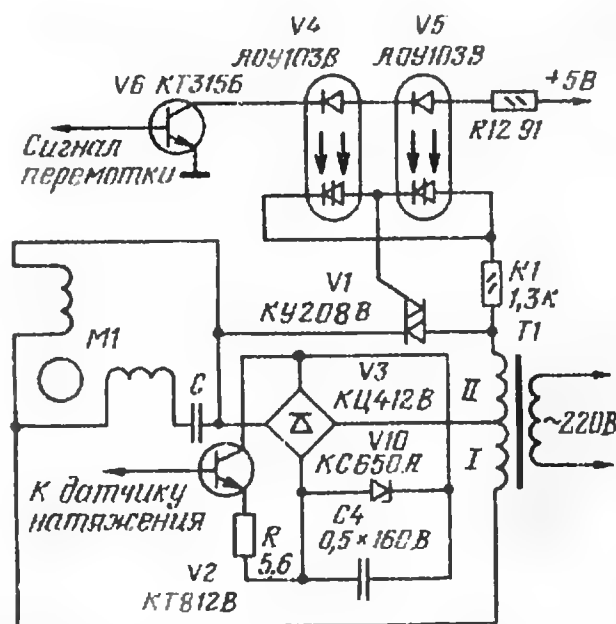 V4 V5
АОУ103В АОУ103В
V6 КТ315Б
+5В
R12 91
Сигнал
перемотки
V1
КУ208В
R1
1,3к
T1
M1
C
V3
КЦ412В
II
~220В
V10
КС650А
I
К датчику
натяжения
R
5,6
C4
0,5×160В
V2
КТ812В